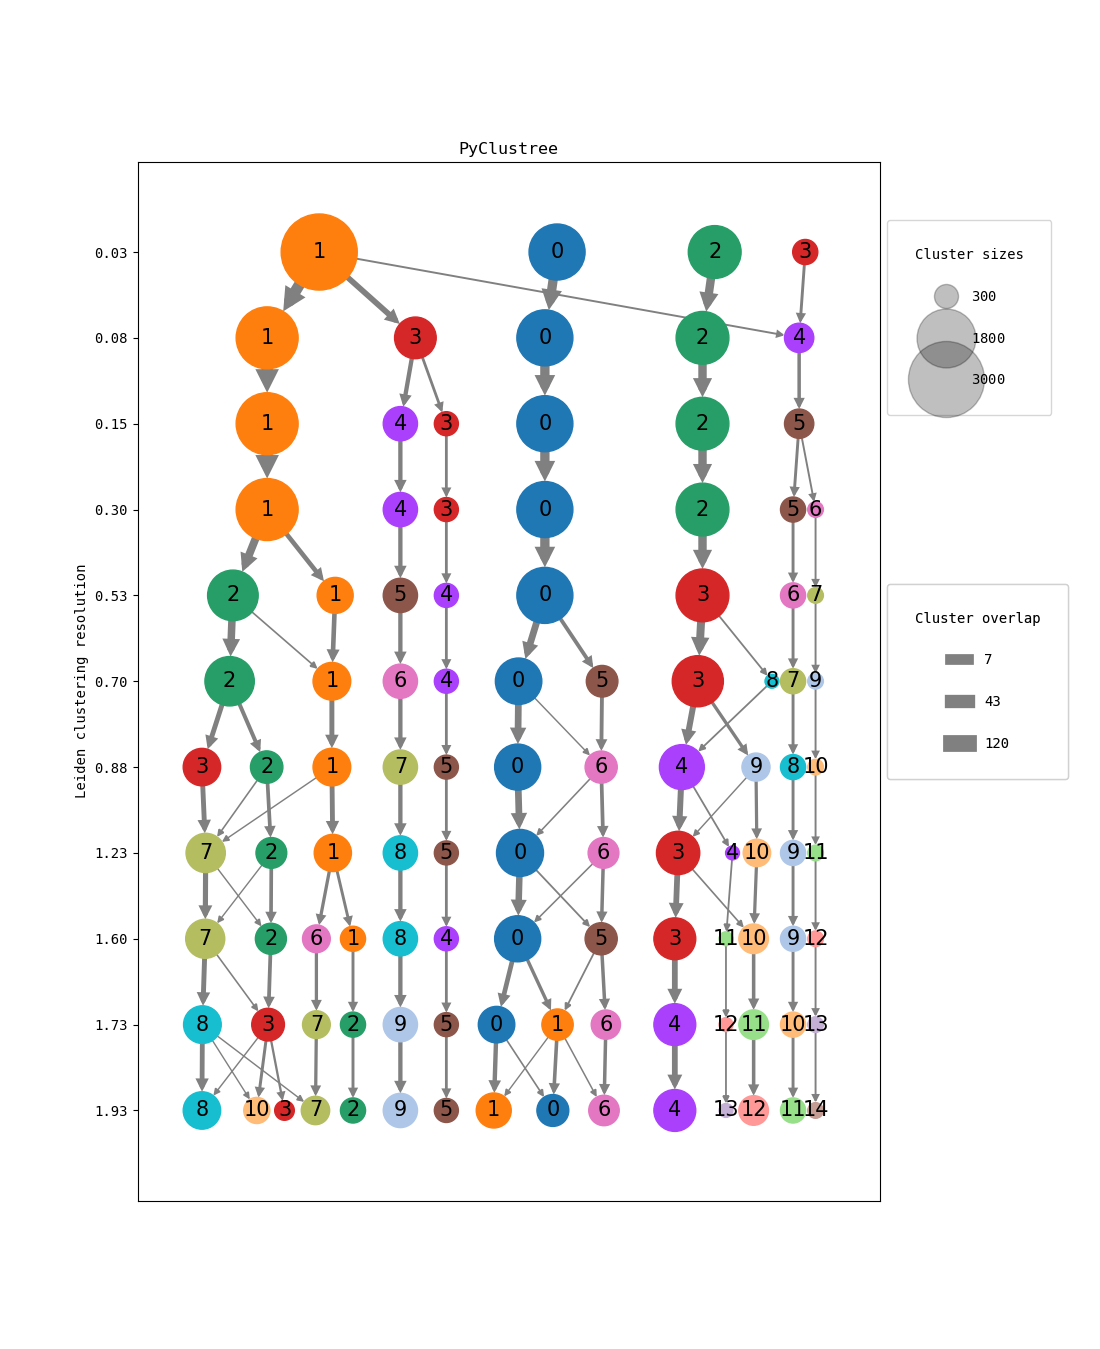 PyClustree
Leiden clustering resolution
0.03 1 0 2 3
0.08 1 3 0 2 4
0.15 1 4 3 0 2 5
0.30 1 4 3 0 2 5 6
0.53 2 1 5 4 0 3 6 7
0.70 2 1 6 4 0 5 3 8 7 9
0.88 3 2 1 7 5 0 6 4 9 8 10
1.23 7 2 1 8 5 0 6 3 4 10 9 11
1.60 7 2 6 1 8 4 0 5 3 11 10 9 12
1.73 8 3 7 2 9 5 0 1 6 4 12 11 10 13
1.93 8 10 3 7 2 9 5 1 0 6 4 13 12 11 14
Cluster sizes
300
1800
3000
Cluster overlap
7
43
120